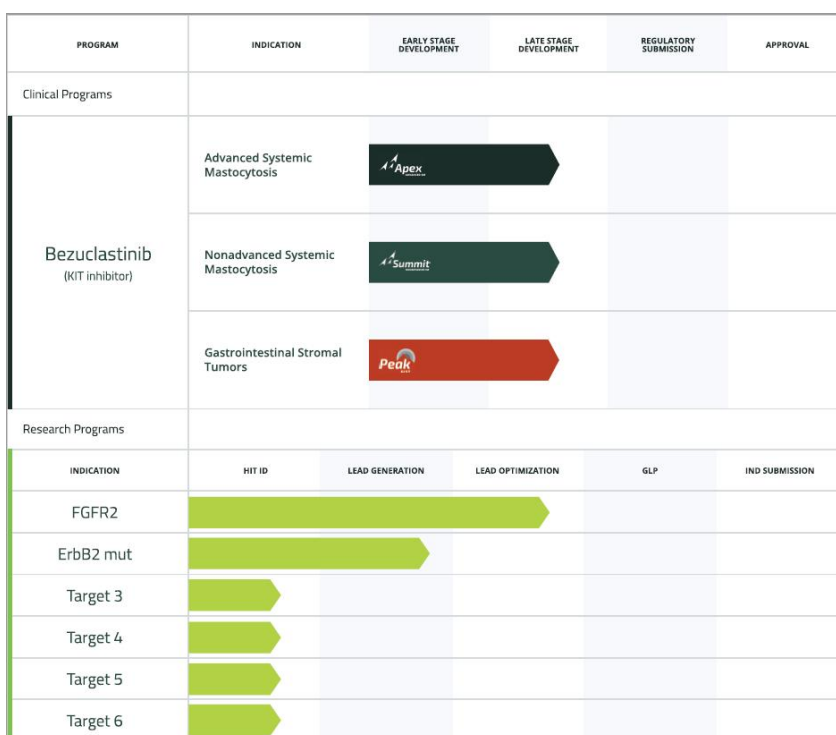 PROGRAM
INDICATION
EARLY STAGE
DEVELOPMENT
LATE STAGE
DEVELOPMENT
REGULATORY
SUBMISSION
APPROVAL
Clinical Programs
Bezuclastinib
(KIT inhibitor)
Advanced Systemic
Mastocytosis
Apex
Nonadvanced Systemic
Mastocytosis
Summit
Gastrointestinal Stromal
Tumors
Peak
Research Programs
INDICATION
HIT ID
LEAD GENERATION
LEAD OPTIMIZATION
GLP
IND SUBMISSION
FGFR2
ErbB2 mut
Target 3
Target 4
Target 5
Target 6